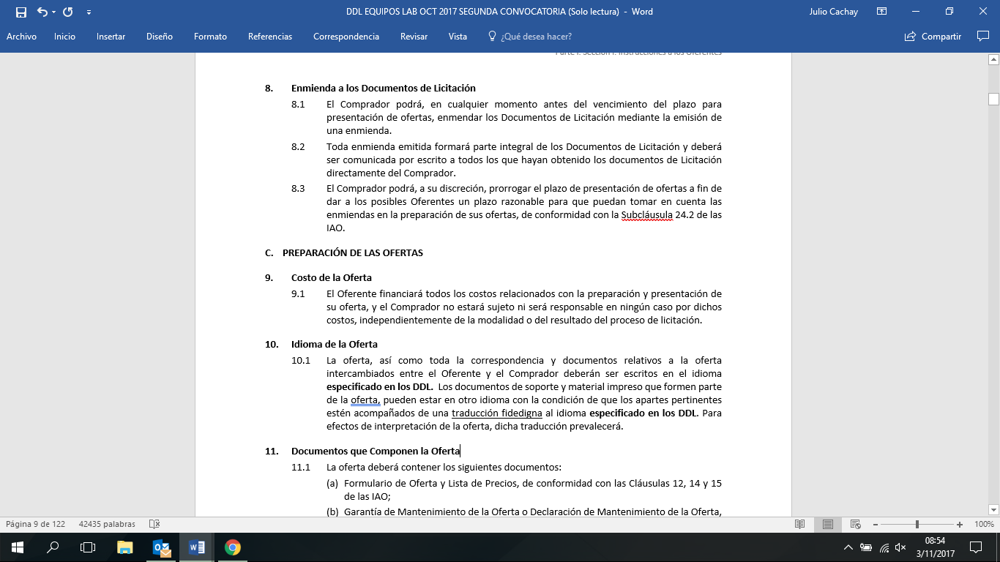 DDL EQUIPOS LAB OCT 2017 SEGUNDA CONVOCATORIA (Solo lectura) - Word
Julio Cachay
Archivo Inicio Insertar Diseño Formato Referencias Correspondencia Revisar Vista ¿Qué desea hacer? Compartir
Parte I. Sección I. Instrucciones a los Oferentes
8. Enmienda a los Documentos de Licitación
8.1 El Comprador podrá, en cualquier momento antes del vencimiento del plazo para
presentación de ofertas, enmendar los Documentos de Licitación mediante la emisión de
una enmienda.
8.2 Toda enmienda emitida formará parte integral de los Documentos de Licitación y deberá
ser comunicada por escrito a todos los que hayan obtenido los documentos de Licitación
directamente del Comprador.
8.3 El Comprador podrá, a su discreción, prorrogar el plazo de presentación de ofertas a fin de
dar a los posibles Oferentes un plazo razonable para que puedan tomar en cuenta las
enmiendas en la preparación de sus ofertas, de conformidad con la Subcláusula 24.2 de las
IAO.
C. PREPARACIÓN DE LAS OFERTAS
9. Costo de la Oferta
9.1 El Oferente financiará todos los costos relacionados con la preparación y presentación de
su oferta, y el Comprador no estará sujeto ni será responsable en ningún caso por dichos
costos, independientemente de la modalidad o del resultado del proceso de licitación.
10. Idioma de la Oferta
10.1 La oferta, así como toda la correspondencia y documentos relativos a la oferta
intercambiados entre el Oferente y el Comprador deberán ser escritos en el idioma
especificado en los DDL. Los documentos de soporte y material impreso que formen parte
de la oferta, pueden estar en otro idioma con la condición de que los apartes pertinentes
estén acompañados de una traducción fidedigna al idioma especificado en los DDL. Para
efectos de interpretación de la oferta, dicha traducción prevalecerá.
11. Documentos que Componen la Oferta
11.1 La oferta deberá contener los siguientes documentos:
(a) Formulario de Oferta y Lista de Precios, de conformidad con las Cláusulas 12, 14 y 15
de las IAO;
(b) Garantía de Mantenimiento de la Oferta o Declaración de Mantenimiento de la Oferta,
Página 9 de 122 42435 palabras 100%
08:54
3/11/2017